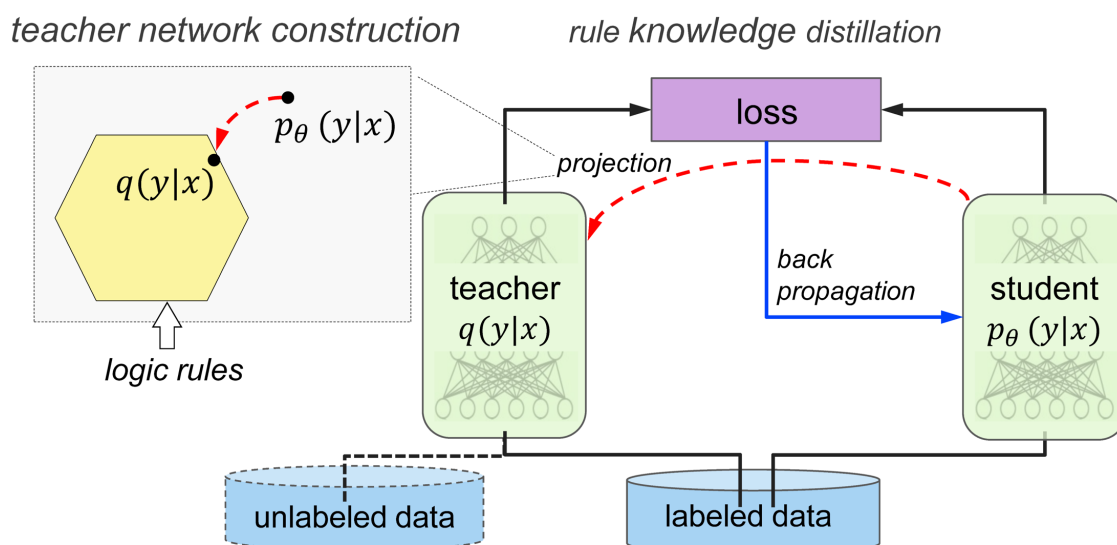 teacher network construction
rule knowledge distillation
p_θ (y|x)
q(y|x)
logic rules
projection
loss
teacher
q(y|x)
back
propagation
student
p_θ (y|x)
unlabeled data
labeled data